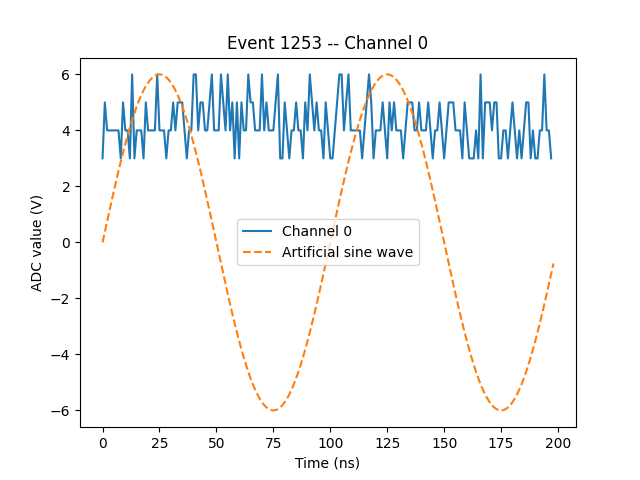 Event 1253 -- Channel 0
6
4
2
0
−2
−4
−6
ADC value (V)
Channel 0
Artificial sine wave
0 25 50 75 100 125 150 175 200
Time (ns)